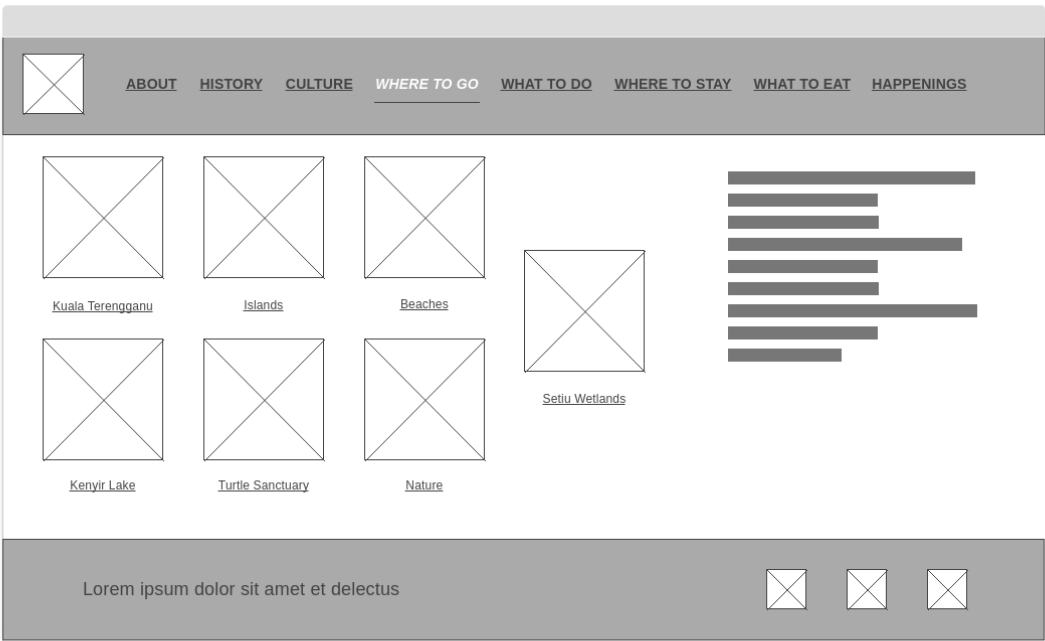 ABOUT HISTORY CULTURE WHERE TO GO WHAT TO DO WHERE TO STAY WHAT TO EAT HAPPENINGS
Kuala Terengganu Islands Beaches
Setiu Wetlands
Kenyir Lake Turtle Sanctuary Nature
Lorem ipsum dolor sit amet et delectus